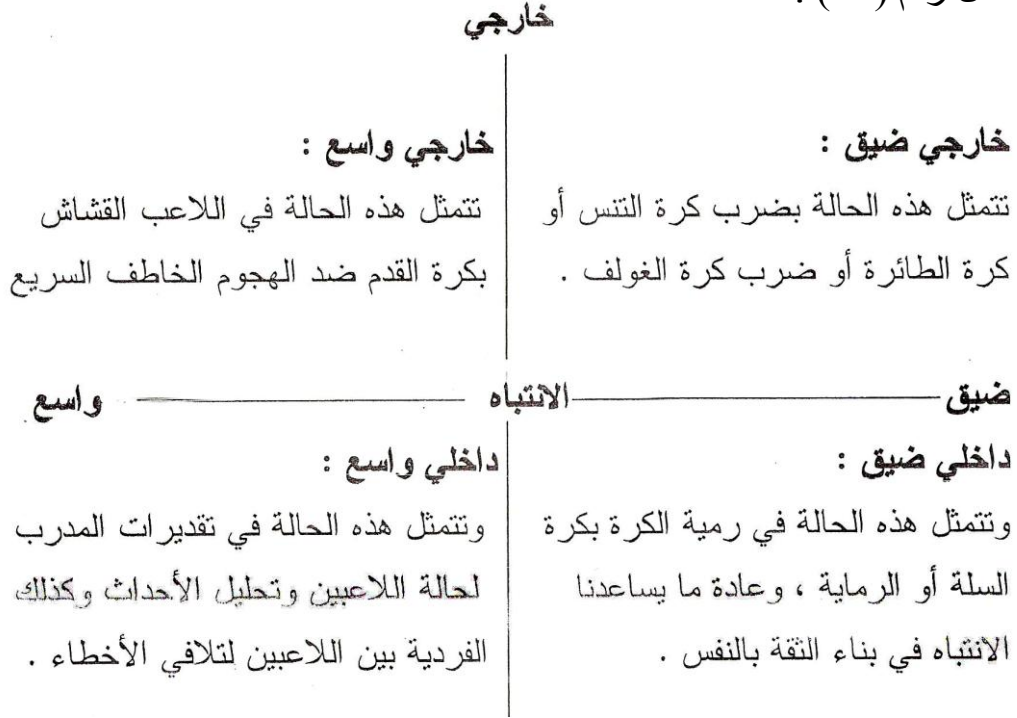 خارجي
خارجي ضيق :
تتمثل هذه الحالة بضرب كرة التنس أو
كرة الطائرة أو ضرب كرة الغولف .
خارجي واسع :
تتمثل هذه الحالة في اللاعب القشاش
بكرة القدم ضد الهجوم الخاطف السريع
ضيق الانتباه واسع
داخلي ضيق :
وتتمثل هذه الحالة في رمية الكرة بكرة
السلة أو الرماية ، وعادة ما يساعدنا
الانتباه في بناء الثقة بالنفس .
داخلي واسع :
وتتمثل هذه الحالة في تقديرات المدرب
لحالة اللاعبين وتحليل الأحداث وكذلك
الفردية بين اللاعبين لتلافي الأخطاء .